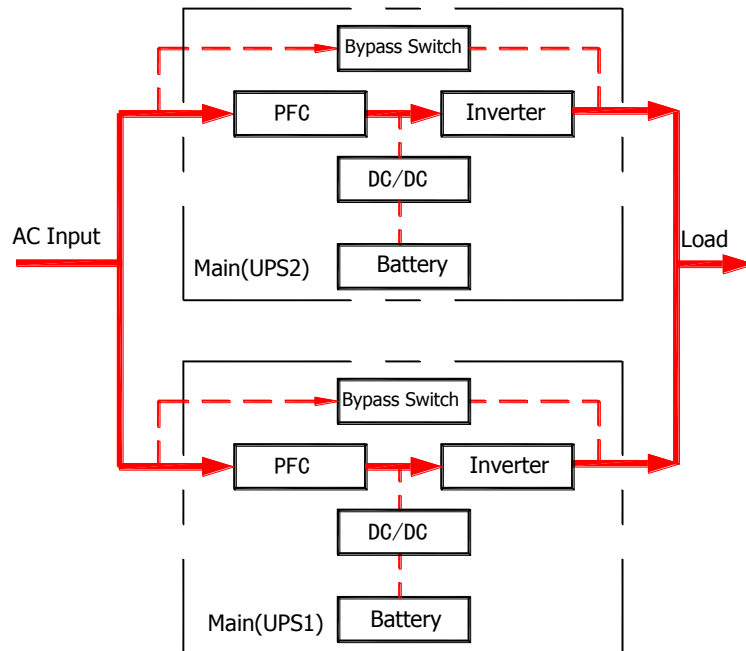 Bypass Switch
PFC
Inverter
DC/DC
AC Input
Load
Main(UPS2)
Battery
Bypass Switch
PFC
Inverter
DC/DC
Main(UPS1)
Battery